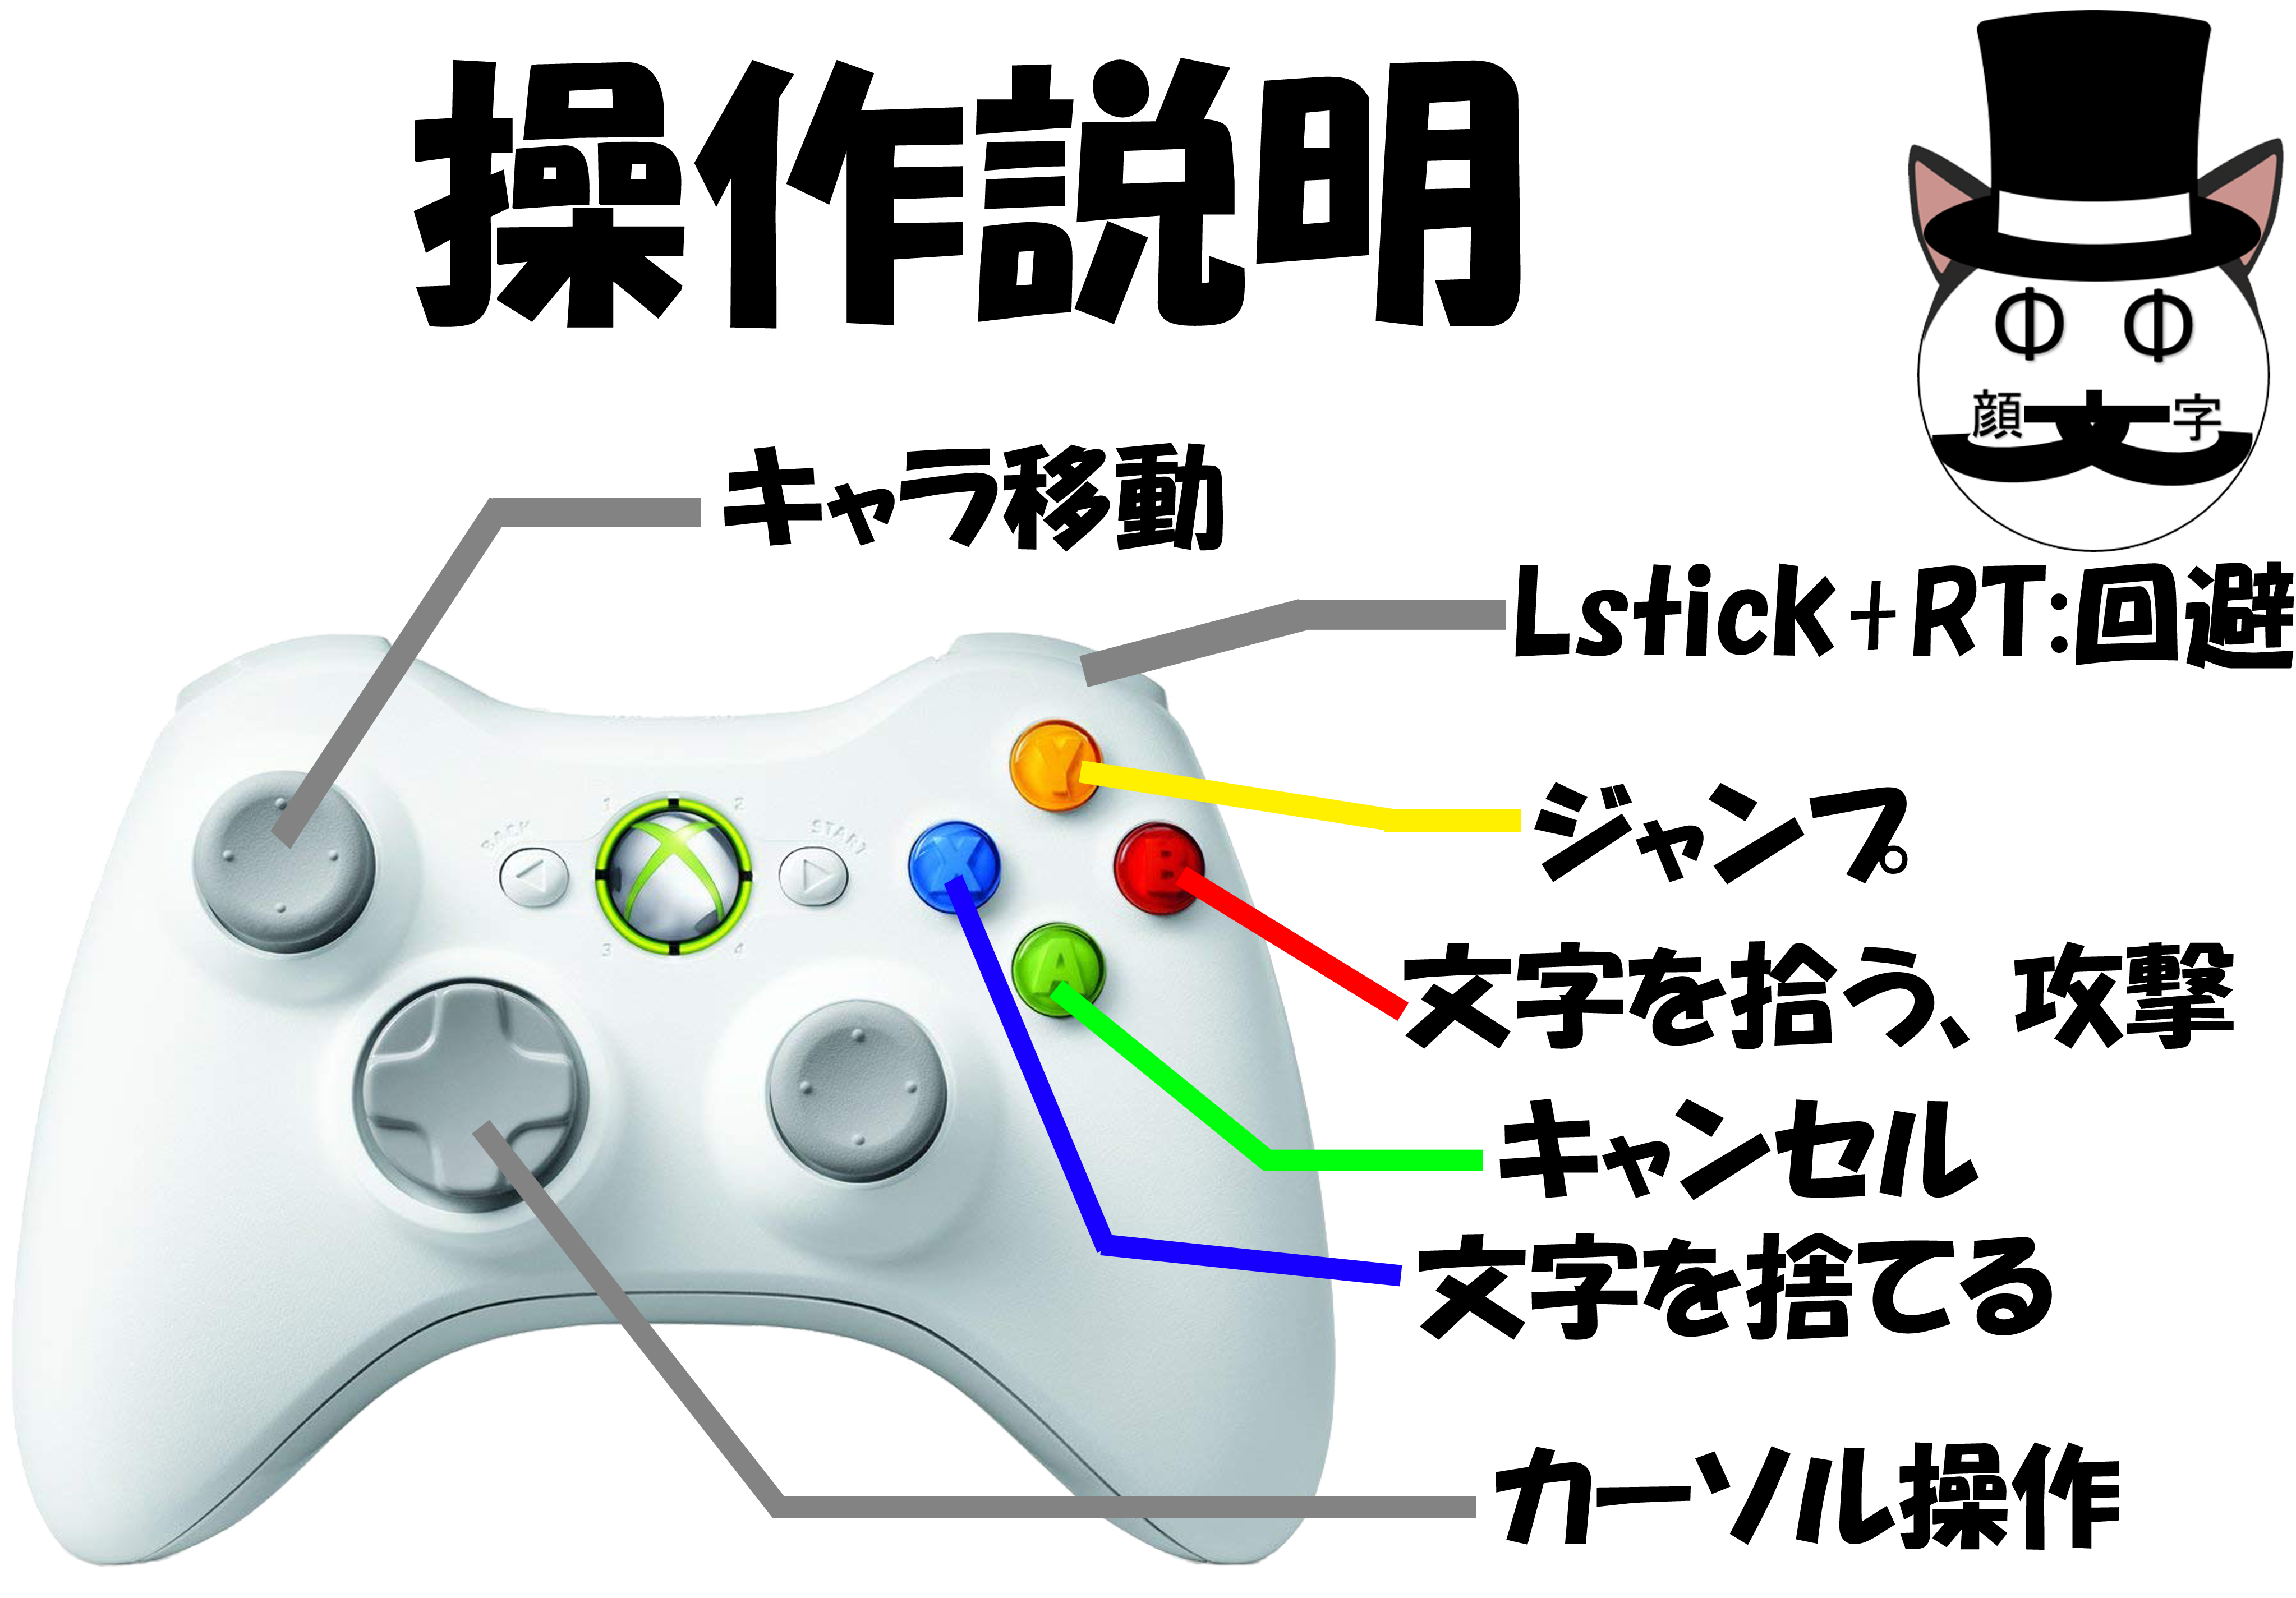 操作説明
顔文字
キャラ移動
Lstick+RT:回避
ジャンプ
文字を拾う、攻撃
キャンセル
文字を捨てる
カーソル操作
BACK
START
1
2
3
4
Y
X
B
A